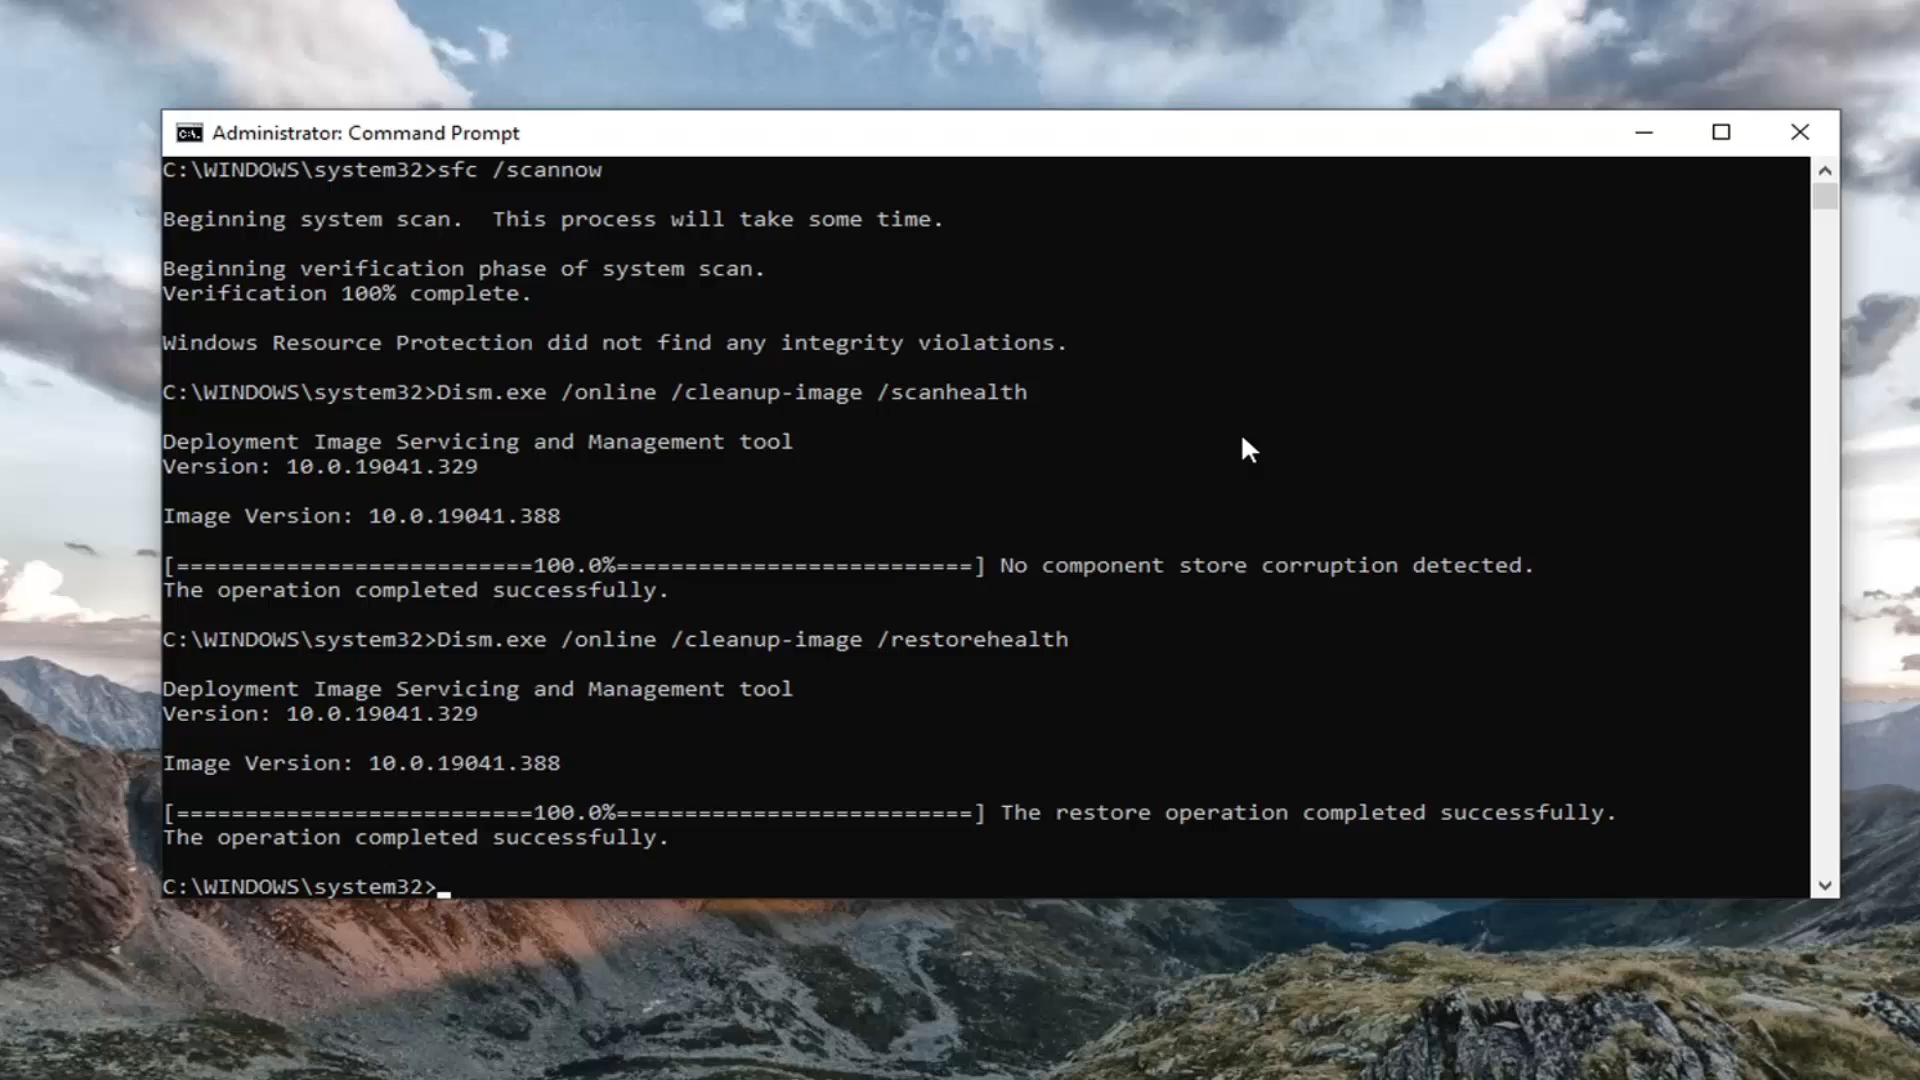 Administrator: Command Prompt
C:\WINDOWS\system32>sfc /scannow
Beginning system scan.  This process will take some time.
Beginning verification phase of system scan.
Verification 100% complete.
Windows Resource Protection did not find any integrity violations.
C:\WINDOWS\system32>Dism.exe /online /cleanup-image /scanhealth
Deployment Image Servicing and Management tool
Version: 10.0.19041.329
Image Version: 10.0.19041.388
[==========================100.0%==========================] No component store corruption detected.
The operation completed successfully.
C:\WINDOWS\system32>Dism.exe /online /cleanup-image /restorehealth
Deployment Image Servicing and Management tool
Version: 10.0.19041.329
Image Version: 10.0.19041.388
[==========================100.0%==========================] The restore operation completed successfully.
The operation completed successfully.
C:\WINDOWS\system32>